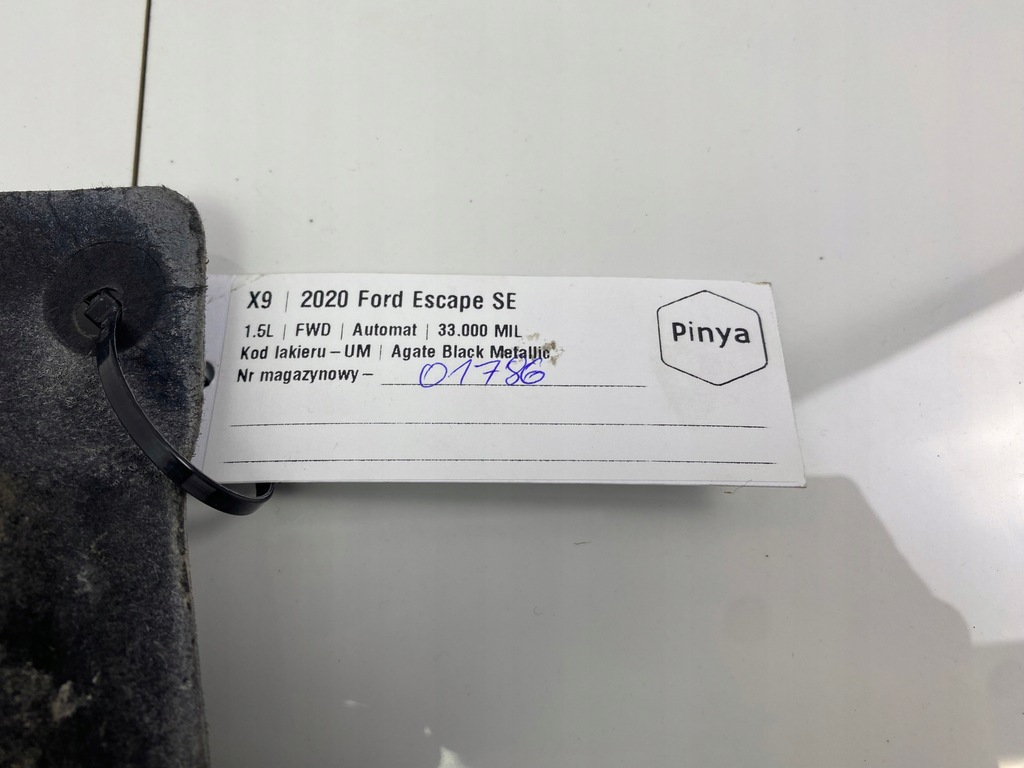 X9 | 2020 Ford Escape SE
1.5L | FWD | Automat | 33.000 MIL
Kod lakieru – UM | Agate Black Metallic
Nr magazynowy – 01786
Pinya